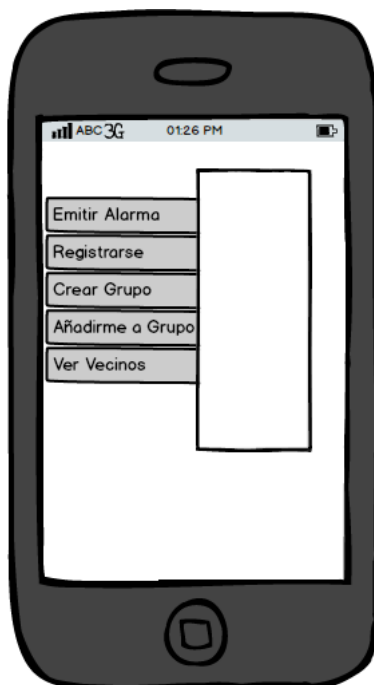 ABC 3G 01:26 PM
Emitir Alarma
Registrarse
Crear Grupo
Añadirme a Grupo
Ver Vecinos